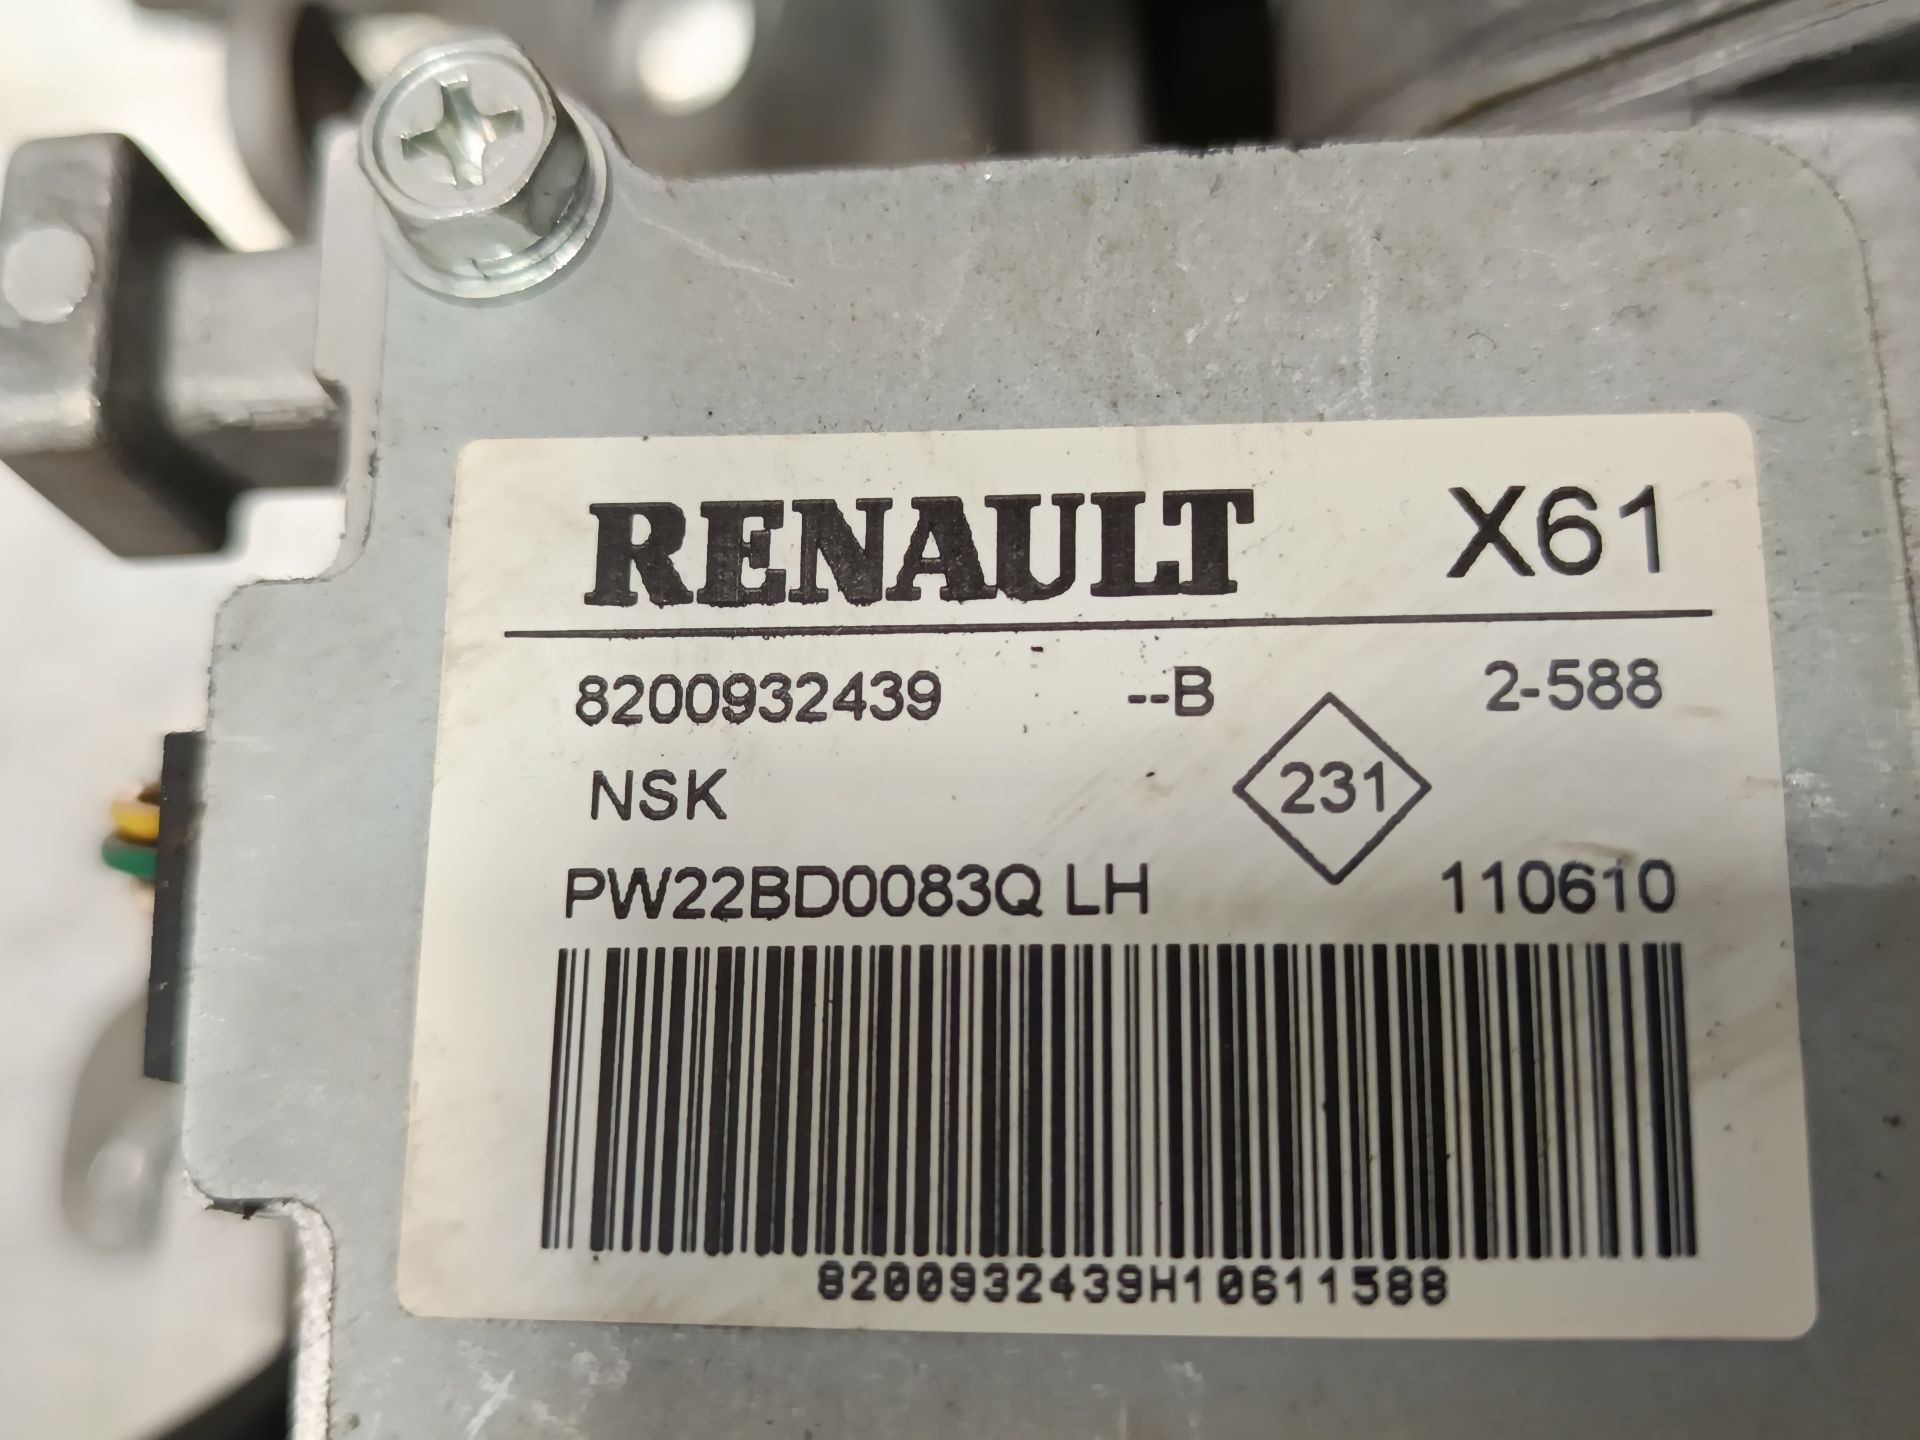 RENAULT X61
8200932439 --B 2-588
NSK 231
PW22BD0083Q LH 110610
8200932439H10611588